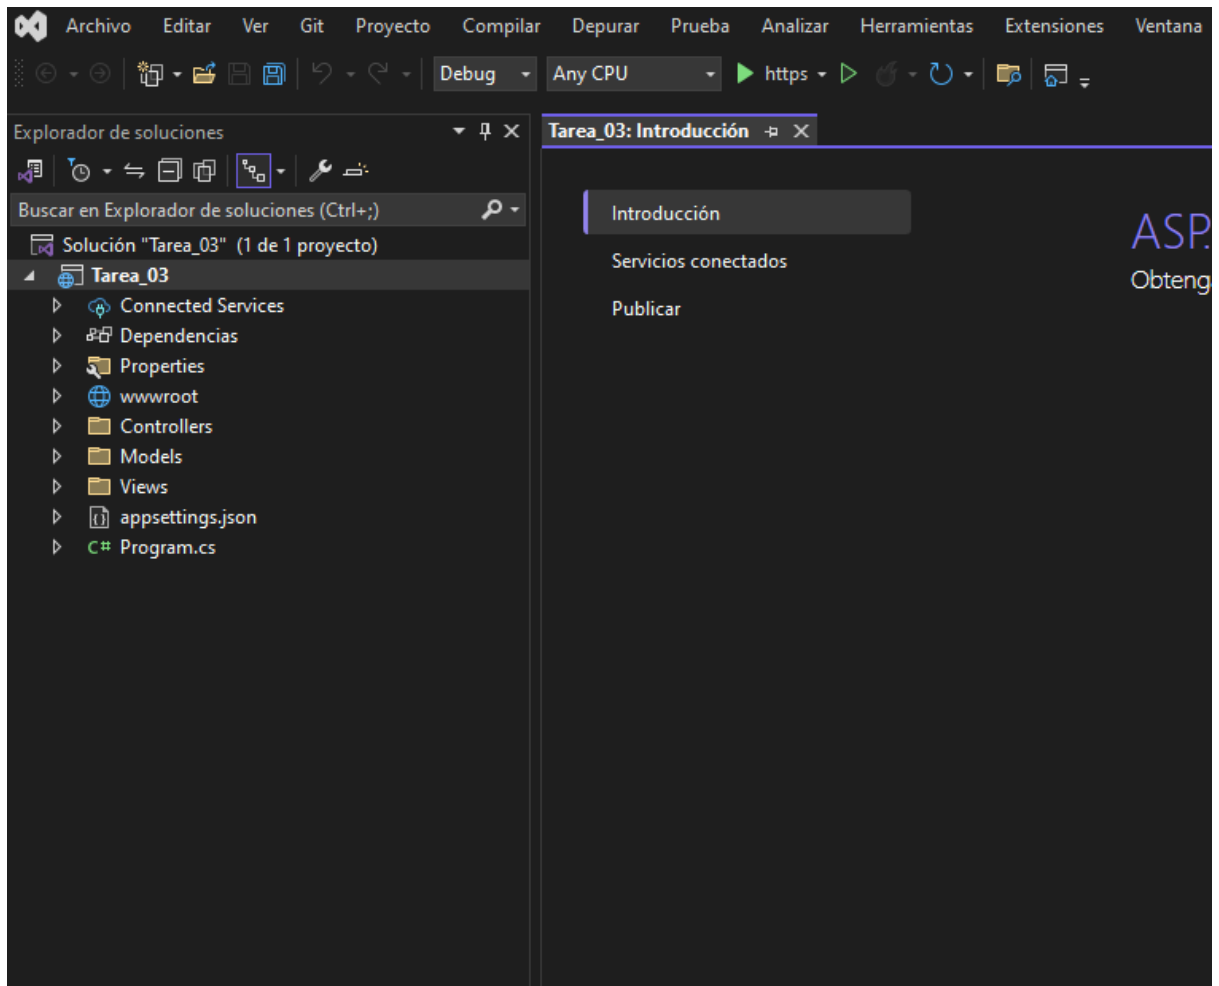 Archivo Editar Ver Git Proyecto Compilar Depurar Prueba Analizar Herramientas Extensiones Ventana
Debug Any CPU https
Explorador de soluciones
Tarea_03: Introducción
Buscar en Explorador de soluciones (Ctrl+;)
Solución "Tarea_03" (1 de 1 proyecto)
Tarea_03
Connected Services
Dependencias
Properties
wwwroot
Controllers
Models
Views
appsettings.json
C# Program.cs
Introducción
Servicios conectados
Publicar
ASP.
Obteng